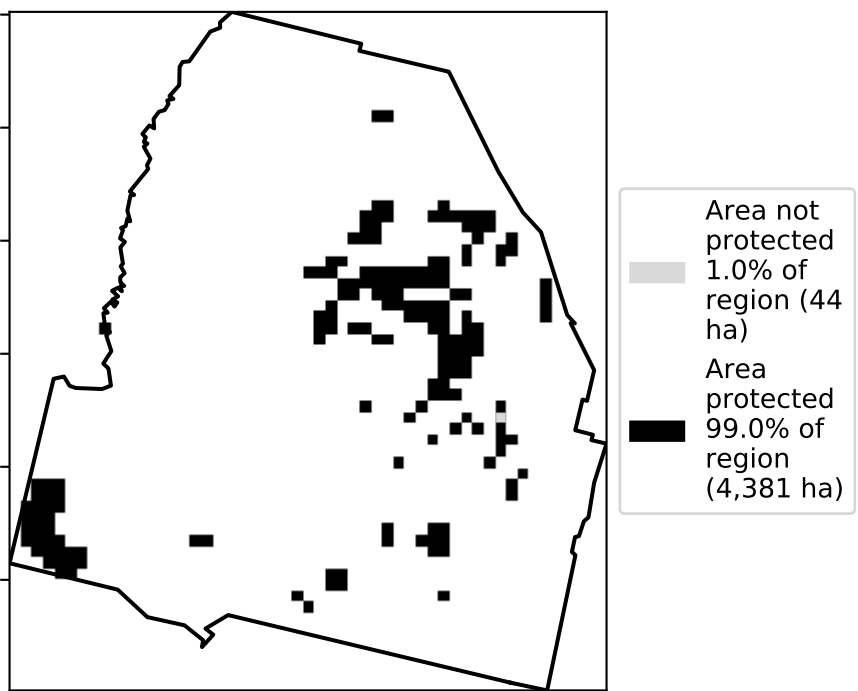 Area not
protected
1.0% of
region (44
ha)
Area
protected
99.0% of
region
(4,381 ha)